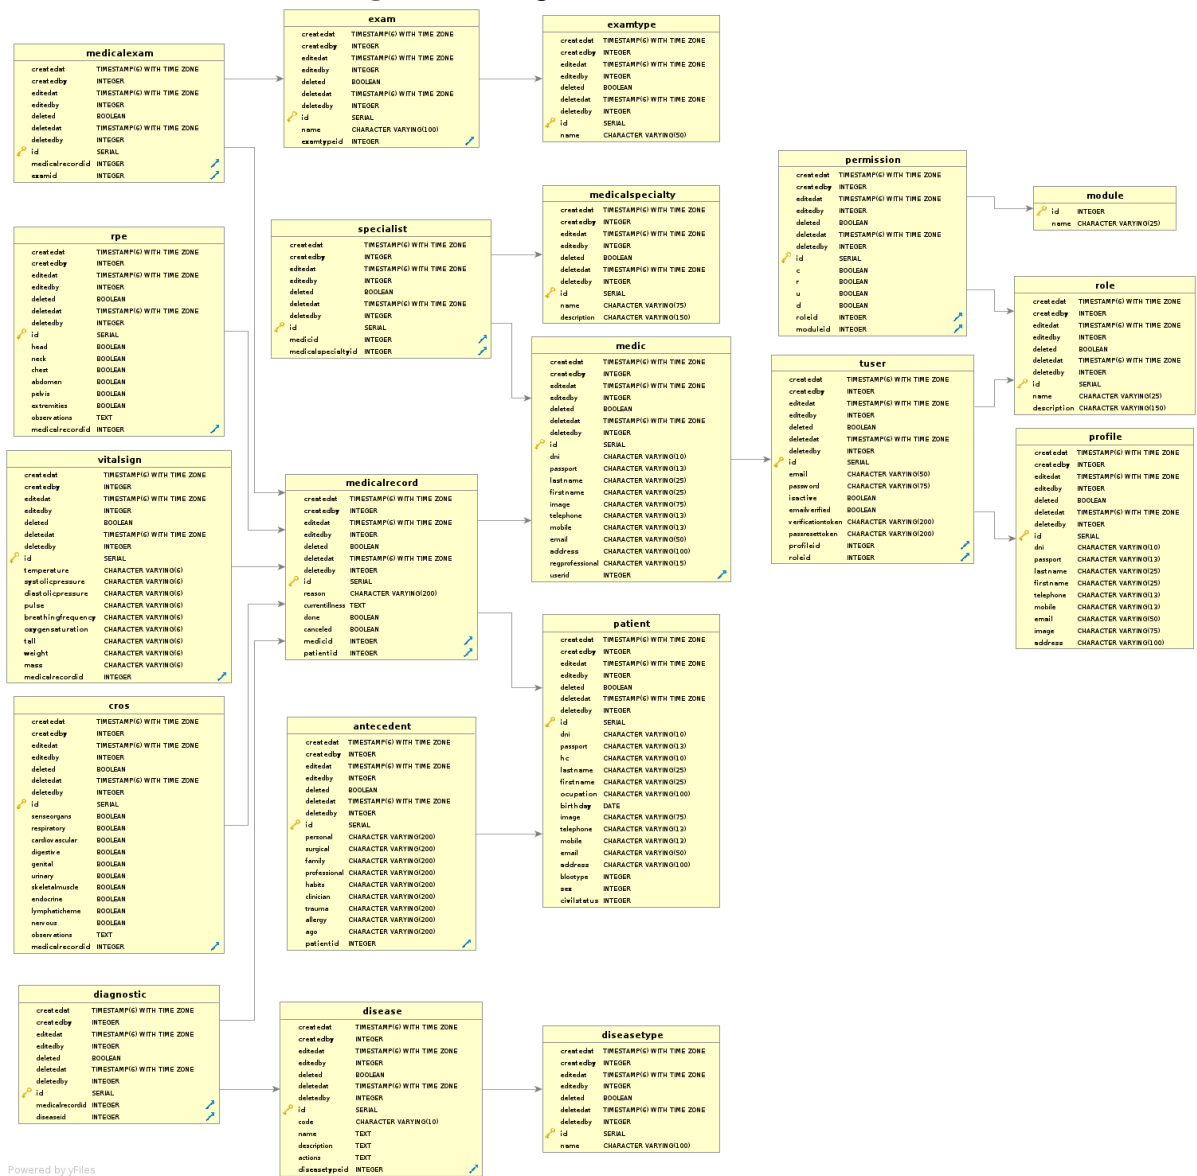 exam
createdat TIMESTAMP(6) WITH TIME ZONE
createdby INTEGER
editedat TIMESTAMP(6) WITH TIME ZONE
editedby INTEGER
deleted BOOLEAN
deletedat TIMESTAMP(6) WITH TIME ZONE
deletedby INTEGER
id SERIAL
name CHARACTER VARYING(100)
examtypeid INTEGER
examtype
createdat TIMESTAMP(6) WITH TIME ZONE
createdby INTEGER
editedat TIMESTAMP(6) WITH TIME ZONE
editedby INTEGER
deleted BOOLEAN
deletedat TIMESTAMP(6) WITH TIME ZONE
deletedby INTEGER
id SERIAL
name CHARACTER VARYING(50)
medicalexam
createdat TIMESTAMP(6) WITH TIME ZONE
createdby INTEGER
editedat TIMESTAMP(6) WITH TIME ZONE
editedby INTEGER
deleted BOOLEAN
deletedat TIMESTAMP(6) WITH TIME ZONE
deletedby INTEGER
id SERIAL
medicalrecordid INTEGER
examid INTEGER
permission
createdat TIMESTAMP(6) WITH TIME ZONE
createdby INTEGER
editedat TIMESTAMP(6) WITH TIME ZONE
editedby INTEGER
deleted BOOLEAN
deletedat TIMESTAMP(6) WITH TIME ZONE
deletedby INTEGER
id SERIAL
c BOOLEAN
r BOOLEAN
u BOOLEAN
d BOOLEAN
roleid INTEGER
moduleid INTEGER
module
id INTEGER
name CHARACTER VARYING(25)
medicalspecialty
createdat TIMESTAMP(6) WITH TIME ZONE
createdby INTEGER
editedat TIMESTAMP(6) WITH TIME ZONE
editedby INTEGER
deleted BOOLEAN
deletedat TIMESTAMP(6) WITH TIME ZONE
deletedby INTEGER
id SERIAL
name CHARACTER VARYING(75)
description CHARACTER VARYING(150)
specialist
createdat TIMESTAMP(6) WITH TIME ZONE
createdby INTEGER
editedat TIMESTAMP(6) WITH TIME ZONE
editedby INTEGER
deleted BOOLEAN
deletedat TIMESTAMP(6) WITH TIME ZONE
deletedby INTEGER
id SERIAL
medicid INTEGER
medicalspecialtyid INTEGER
rpe
createdat TIMESTAMP(6) WITH TIME ZONE
createdby INTEGER
editedat TIMESTAMP(6) WITH TIME ZONE
editedby INTEGER
deleted BOOLEAN
deletedat TIMESTAMP(6) WITH TIME ZONE
deletedby INTEGER
id SERIAL
head BOOLEAN
neck BOOLEAN
chest BOOLEAN
abdomen BOOLEAN
pelvis BOOLEAN
extremities BOOLEAN
observations TEXT
medicalrecordid INTEGER
role
createdat TIMESTAMP(6) WITH TIME ZONE
createdby INTEGER
editedat TIMESTAMP(6) WITH TIME ZONE
editedby INTEGER
deleted BOOLEAN
deletedat TIMESTAMP(6) WITH TIME ZONE
deletedby INTEGER
id SERIAL
name CHARACTER VARYING(25)
description CHARACTER VARYING(150)
medic
createdat TIMESTAMP(6) WITH TIME ZONE
createdby INTEGER
editedat TIMESTAMP(6) WITH TIME ZONE
editedby INTEGER
deleted BOOLEAN
deletedat TIMESTAMP(6) WITH TIME ZONE
deletedby INTEGER
id SERIAL
dni CHARACTER VARYING(10)
passport CHARACTER VARYING(13)
lastname CHARACTER VARYING(25)
firstname CHARACTER VARYING(25)
image CHARACTER VARYING(75)
telephone CHARACTER VARYING(13)
mobile CHARACTER VARYING(13)
email CHARACTER VARYING(50)
address CHARACTER VARYING(100)
regprofessional CHARACTER VARYING(15)
userid INTEGER
tuser
createdat TIMESTAMP(6) WITH TIME ZONE
createdby INTEGER
editedat TIMESTAMP(6) WITH TIME ZONE
editedby INTEGER
deleted BOOLEAN
deletedat TIMESTAMP(6) WITH TIME ZONE
deletedby INTEGER
id SERIAL
email CHARACTER VARYING(50)
password CHARACTER VARYING(75)
isactive BOOLEAN
emailverified BOOLEAN
verificationtoken CHARACTER VARYING(200)
passresettoken CHARACTER VARYING(200)
profileid INTEGER
roleid INTEGER
profile
createdat TIMESTAMP(6) WITH TIME ZONE
createdby INTEGER
editedat TIMESTAMP(6) WITH TIME ZONE
editedby INTEGER
deleted BOOLEAN
deletedat TIMESTAMP(6) WITH TIME ZONE
deletedby INTEGER
id SERIAL
dni CHARACTER VARYING(10)
passport CHARACTER VARYING(13)
lastname CHARACTER VARYING(25)
firstname CHARACTER VARYING(25)
telephone CHARACTER VARYING(13)
mobile CHARACTER VARYING(13)
email CHARACTER VARYING(50)
image CHARACTER VARYING(75)
address CHARACTER VARYING(100)
vitalsign
createdat TIMESTAMP(6) WITH TIME ZONE
createdby INTEGER
editedat TIMESTAMP(6) WITH TIME ZONE
editedby INTEGER
deleted BOOLEAN
deletedat TIMESTAMP(6) WITH TIME ZONE
deletedby INTEGER
id SERIAL
temperature CHARACTER VARYING(6)
systolicpressure CHARACTER VARYING(6)
diastolicpressure CHARACTER VARYING(6)
pulse CHARACTER VARYING(6)
breathingfrequency CHARACTER VARYING(6)
oxygensaturation CHARACTER VARYING(6)
tall CHARACTER VARYING(6)
weight CHARACTER VARYING(6)
mass CHARACTER VARYING(6)
medicalrecordid INTEGER
medicalrecord
createdat TIMESTAMP(6) WITH TIME ZONE
createdby INTEGER
editedat TIMESTAMP(6) WITH TIME ZONE
editedby INTEGER
deleted BOOLEAN
deletedat TIMESTAMP(6) WITH TIME ZONE
deletedby INTEGER
id SERIAL
reason CHARACTER VARYING(200)
currentillness TEXT
done BOOLEAN
canceled BOOLEAN
medicid INTEGER
patientid INTEGER
patient
createdat TIMESTAMP(6) WITH TIME ZONE
createdby INTEGER
editedat TIMESTAMP(6) WITH TIME ZONE
editedby INTEGER
deleted BOOLEAN
deletedat TIMESTAMP(6) WITH TIME ZONE
deletedby INTEGER
id SERIAL
dni CHARACTER VARYING(10)
passport CHARACTER VARYING(13)
hc CHARACTER VARYING(10)
lastname CHARACTER VARYING(25)
firstname CHARACTER VARYING(25)
ocupation CHARACTER VARYING(100)
birthday DATE
image CHARACTER VARYING(75)
telephone CHARACTER VARYING(13)
mobile CHARACTER VARYING(13)
email CHARACTER VARYING(50)
address CHARACTER VARYING(100)
blootype INTEGER
sex INTEGER
civilstatus INTEGER
cros
createdat TIMESTAMP(6) WITH TIME ZONE
createdby INTEGER
editedat TIMESTAMP(6) WITH TIME ZONE
editedby INTEGER
deleted BOOLEAN
deletedat TIMESTAMP(6) WITH TIME ZONE
deletedby INTEGER
id SERIAL
senseorgans BOOLEAN
respiratory BOOLEAN
cardiovascular BOOLEAN
digestive BOOLEAN
genital BOOLEAN
urinary BOOLEAN
skeletalmuscle BOOLEAN
endocrine BOOLEAN
lymphaticheme BOOLEAN
nervous BOOLEAN
observations TEXT
medicalrecordid INTEGER
antecedent
createdat TIMESTAMP(6) WITH TIME ZONE
createdby INTEGER
editedat TIMESTAMP(6) WITH TIME ZONE
editedby INTEGER
deleted BOOLEAN
deletedat TIMESTAMP(6) WITH TIME ZONE
deletedby INTEGER
id SERIAL
personal CHARACTER VARYING(200)
surgical CHARACTER VARYING(200)
family CHARACTER VARYING(200)
professional CHARACTER VARYING(200)
habits CHARACTER VARYING(200)
clinician CHARACTER VARYING(200)
trauma CHARACTER VARYING(200)
allergy CHARACTER VARYING(200)
ago CHARACTER VARYING(200)
patientid INTEGER
diagnostic
createdat TIMESTAMP(6) WITH TIME ZONE
createdby INTEGER
editedat TIMESTAMP(6) WITH TIME ZONE
editedby INTEGER
deleted BOOLEAN
deletedat TIMESTAMP(6) WITH TIME ZONE
deletedby INTEGER
id SERIAL
medicalrecordid INTEGER
diseaseid INTEGER
disease
createdat TIMESTAMP(6) WITH TIME ZONE
createdby INTEGER
editedat TIMESTAMP(6) WITH TIME ZONE
editedby INTEGER
deleted BOOLEAN
deletedat TIMESTAMP(6) WITH TIME ZONE
deletedby INTEGER
id SERIAL
code CHARACTER VARYING(10)
name TEXT
description TEXT
actions TEXT
diseasetypeid INTEGER
diseasetype
createdat TIMESTAMP(6) WITH TIME ZONE
createdby INTEGER
editedat TIMESTAMP(6) WITH TIME ZONE
editedby INTEGER
deleted BOOLEAN
deletedat TIMESTAMP(6) WITH TIME ZONE
deletedby INTEGER
id SERIAL
name CHARACTER VARYING(100)
Powered by yFiles